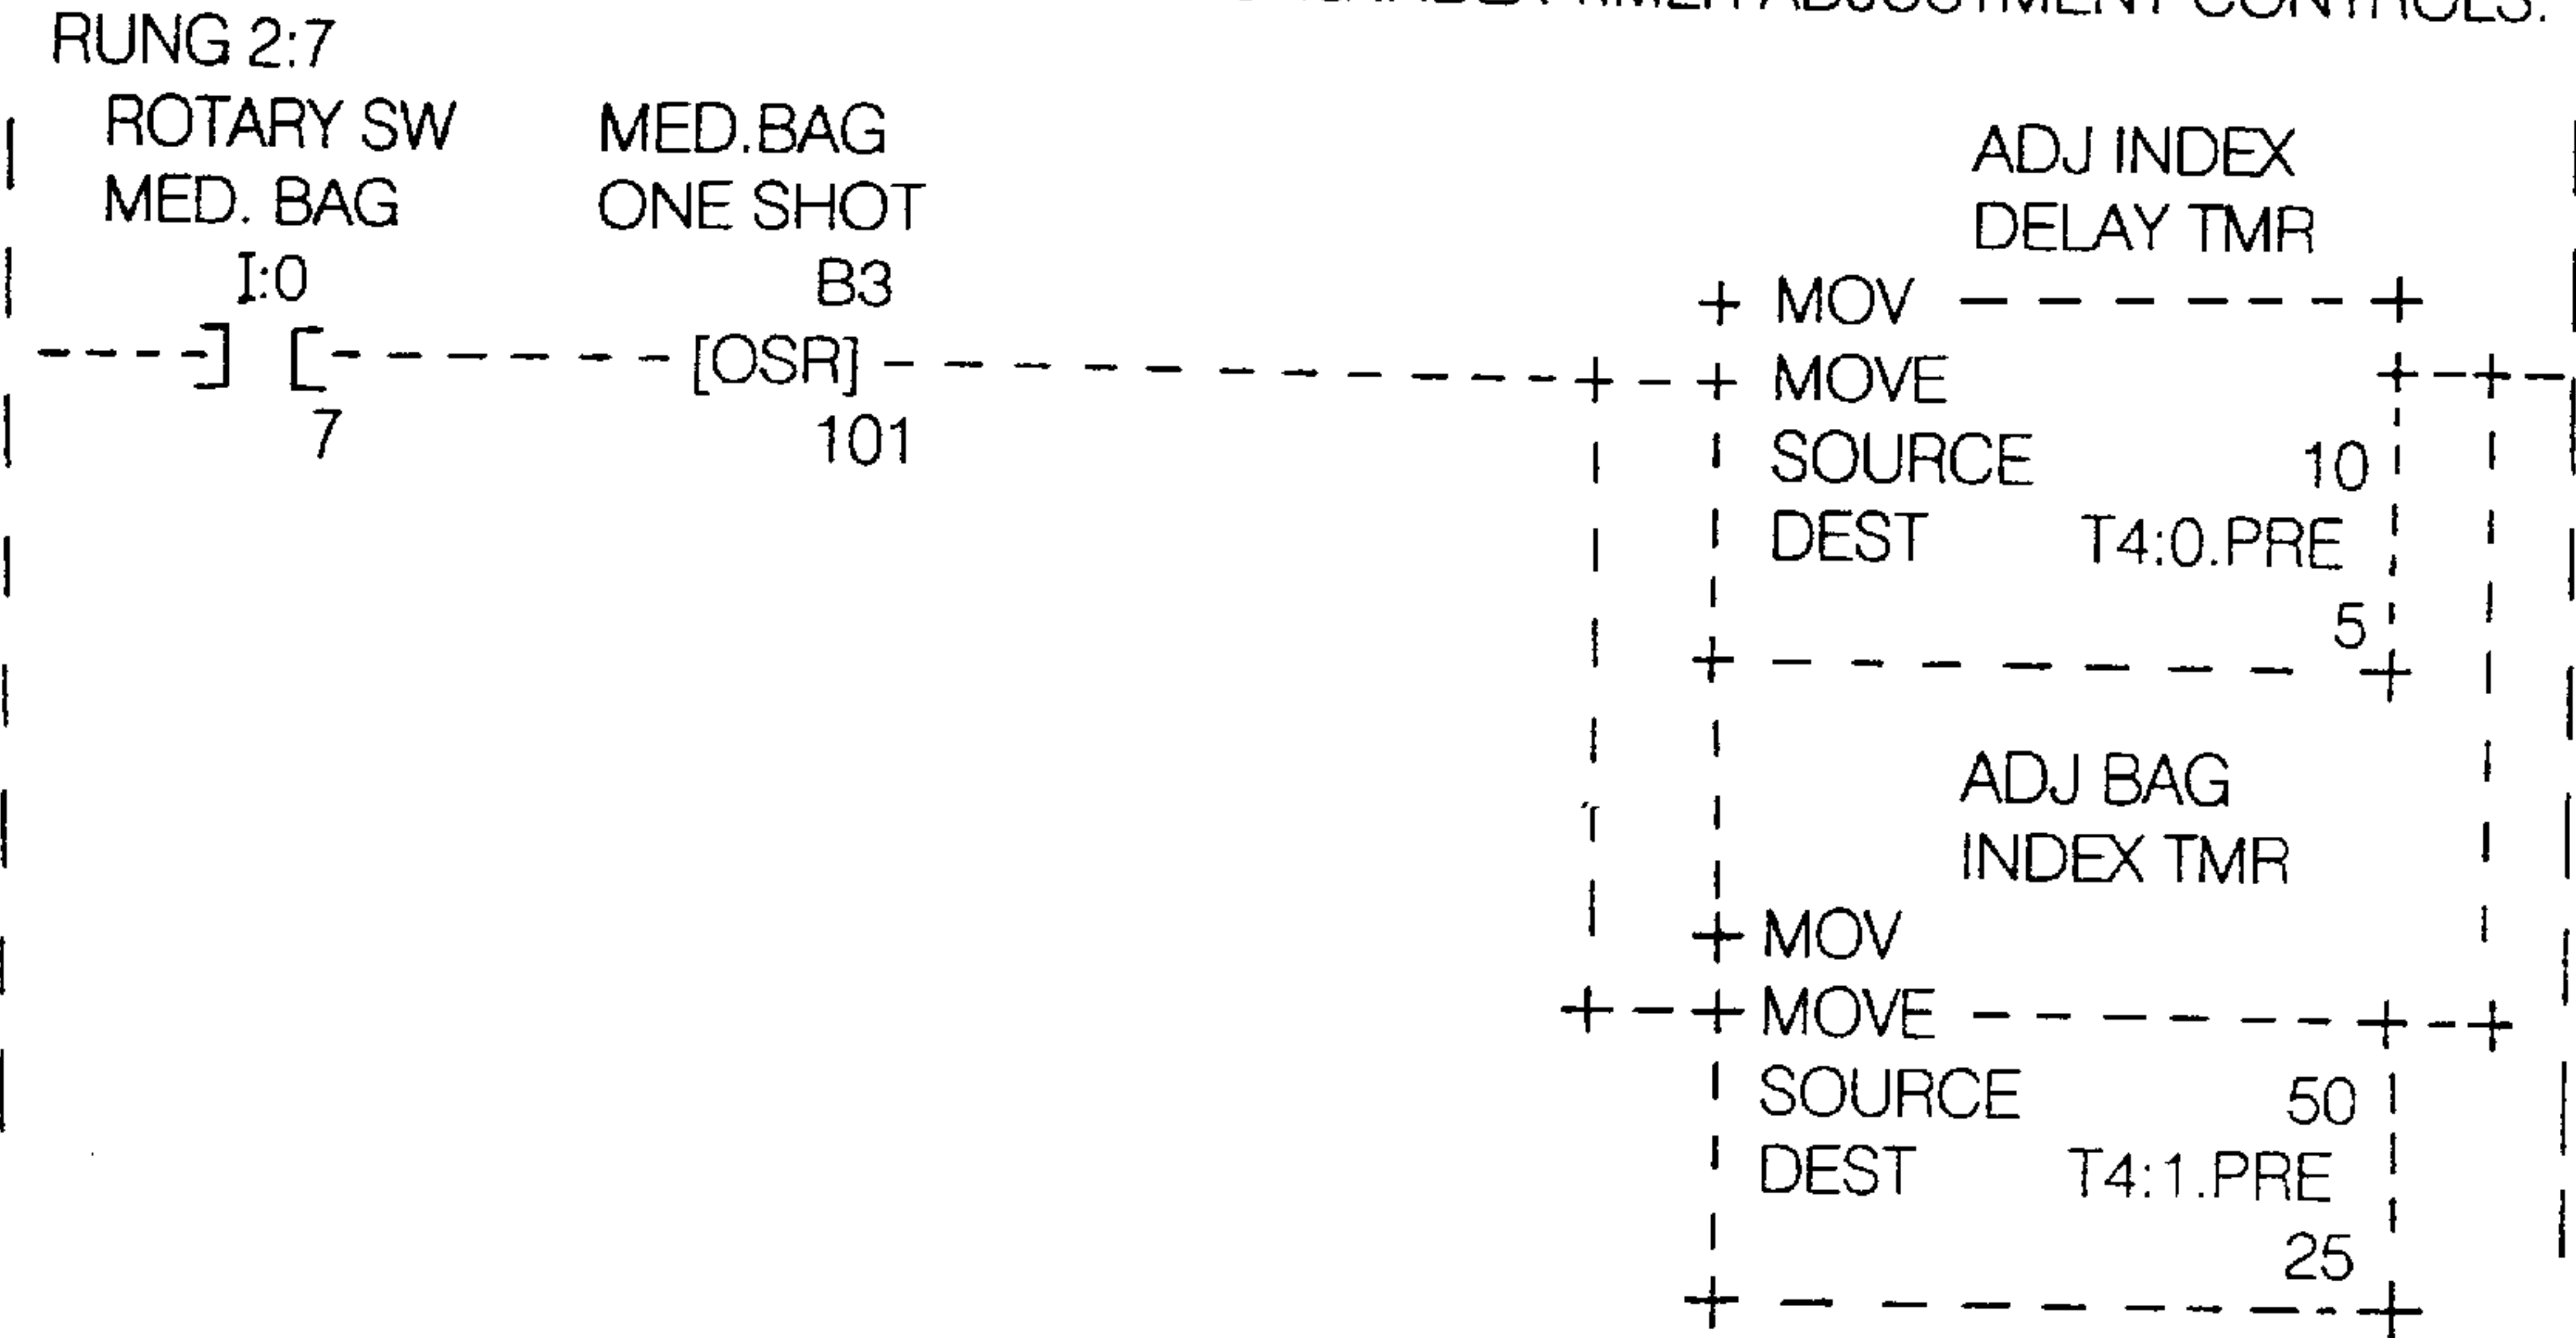 ADJUSTMENT CONTROLS.
RUNG 2:7
ROTARY SW
MED. BAG
I:0
] [
7
MED.BAG
ONE SHOT
B3
[OSR]
101
ADJ INDEX
DELAY TMR
MOV
MOVE
SOURCE 10
DEST T4:0.PRE
5
ADJ BAG
INDEX TMR
MOV
MOVE
SOURCE 50
DEST T4:1.PRE
25